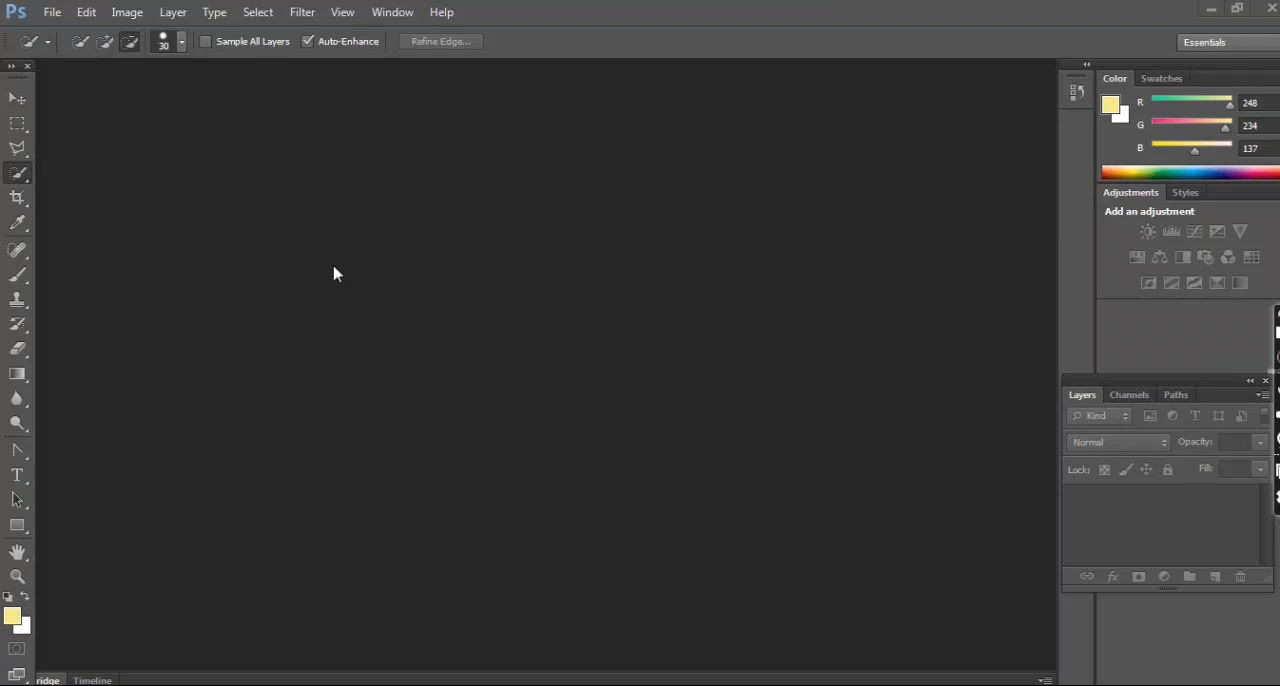 Ps File Edit Image Layer Type Select Filter View Window Help
30 Sample All Layers Auto-Enhance Refine Edge... Essentials
Color Swatches
R 248
G 234
B 137
Adjustments Styles
Add an adjustment
Layers Channels Paths
Kind T
Normal Opacity:
Lock: Fill:
fx
T
ridge Timeline